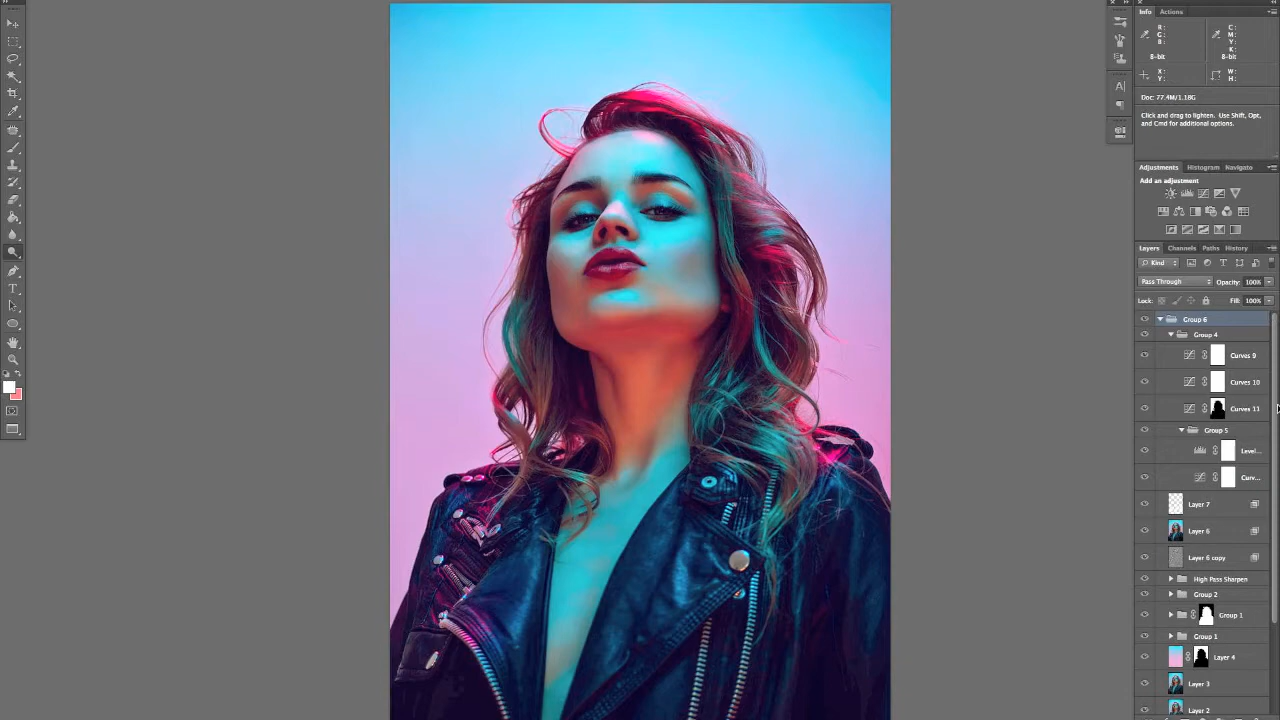 Info Actions
R:
G:
B:
C:
M:
Y:
K:
8-bit
8-bit
X:
Y:
W:
H:
Doc: 77.4M/1.18G
Click and drag to lighten. Use Shift, Opt,
and Cmd for additional options.
Adjustments Histogram Navigato
Add an adjustment
Layers Channels Paths History
Kind
Pass Through Opacity: 100%
Lock: Fill: 100%
Group 6
Group 4
Curves 9
Curves 10
Curves 11
Group 5
Level...
Curv...
Layer 7
Layer 6
Layer 6 copy
High Pass Sharpen
Group 2
Group 1
Group 1
Layer 4
Layer 3
Layer 2